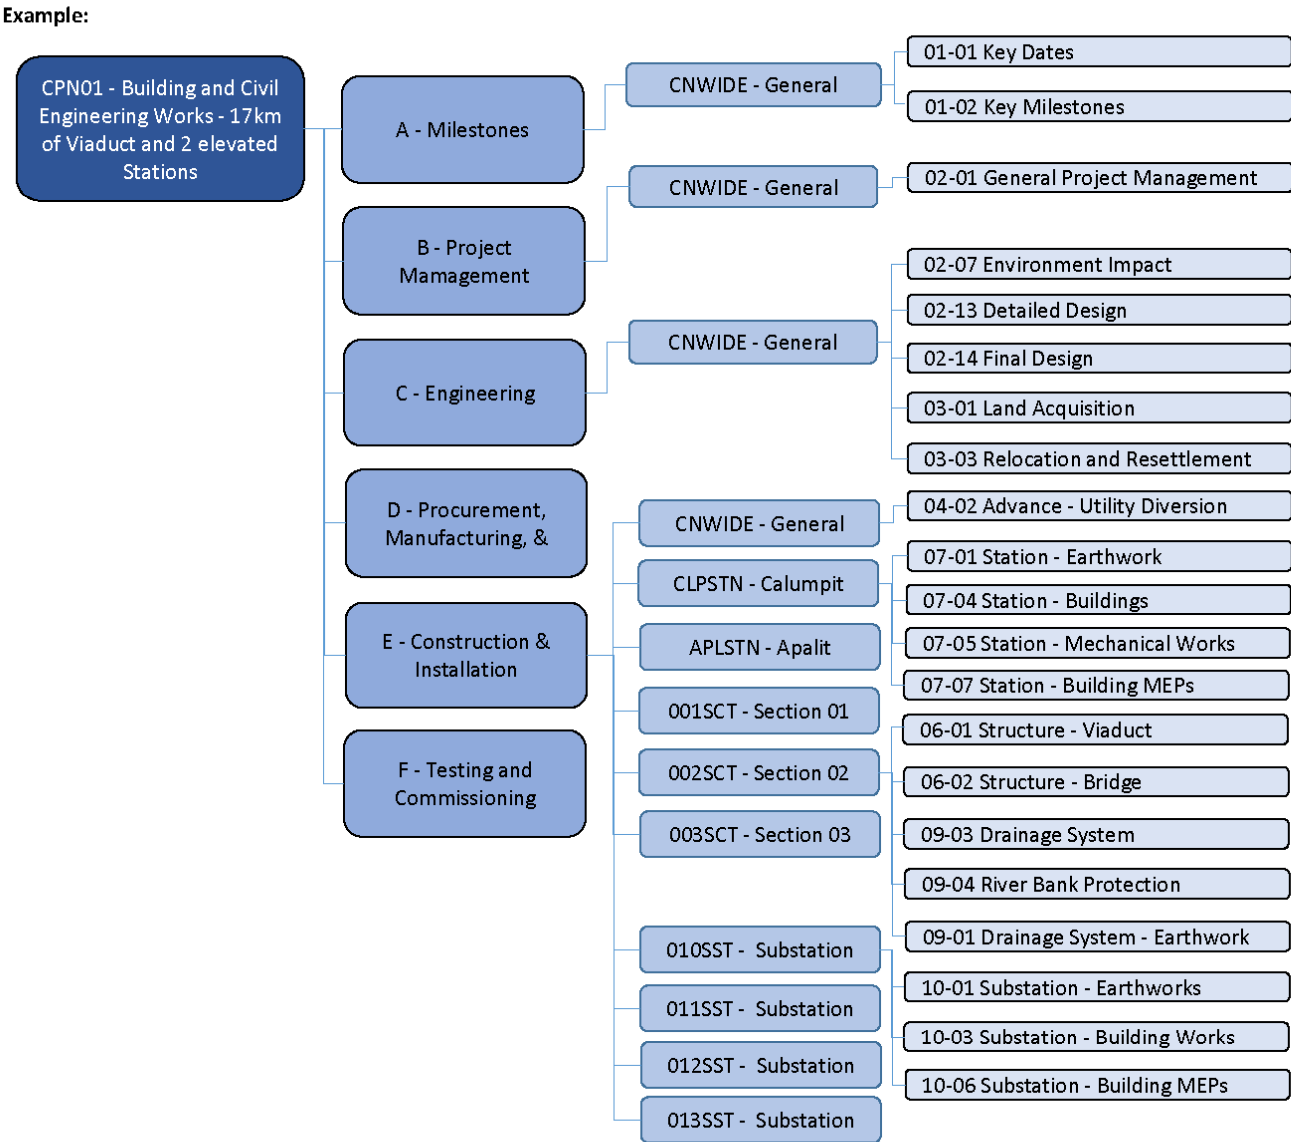 Example:
CPN01 - Building and Civil
Engineering Works - 17km
of Viaduct and 2 elevated
Stations
A - Milestones
CNWIDE - General
01-01 Key Dates
01-02 Key Milestones
B - Project
Mamagement
CNWIDE - General
02-01 General Project Management
C - Engineering
CNWIDE - General
02-07 Environment Impact
02-13 Detailed Design
02-14 Final Design
03-01 Land Acquisition
03-03 Relocation and Resettlement
D - Procurement,
Manufacturing, &
E - Construction &
Installation
CNWIDE - General
04-02 Advance - Utility Diversion
CLPSTN - Calumpit
07-01 Station - Earthwork
07-04 Station - Buildings
07-05 Station - Mechanical Works
07-07 Station - Building MEPs
APLSTN - Apalit
001SCT - Section 01
002SCT - Section 02
06-01 Structure - Viaduct
06-02 Structure - Bridge
09-03 Drainage System
09-04 River Bank Protection
09-01 Drainage System - Earthwork
003SCT - Section 03
010SST -  Substation
10-01 Substation - Earthworks
10-03 Substation - Building Works
10-06 Substation - Building MEPs
011SST -  Substation
012SST -  Substation
013SST -  Substation
F - Testing and
Commissioning